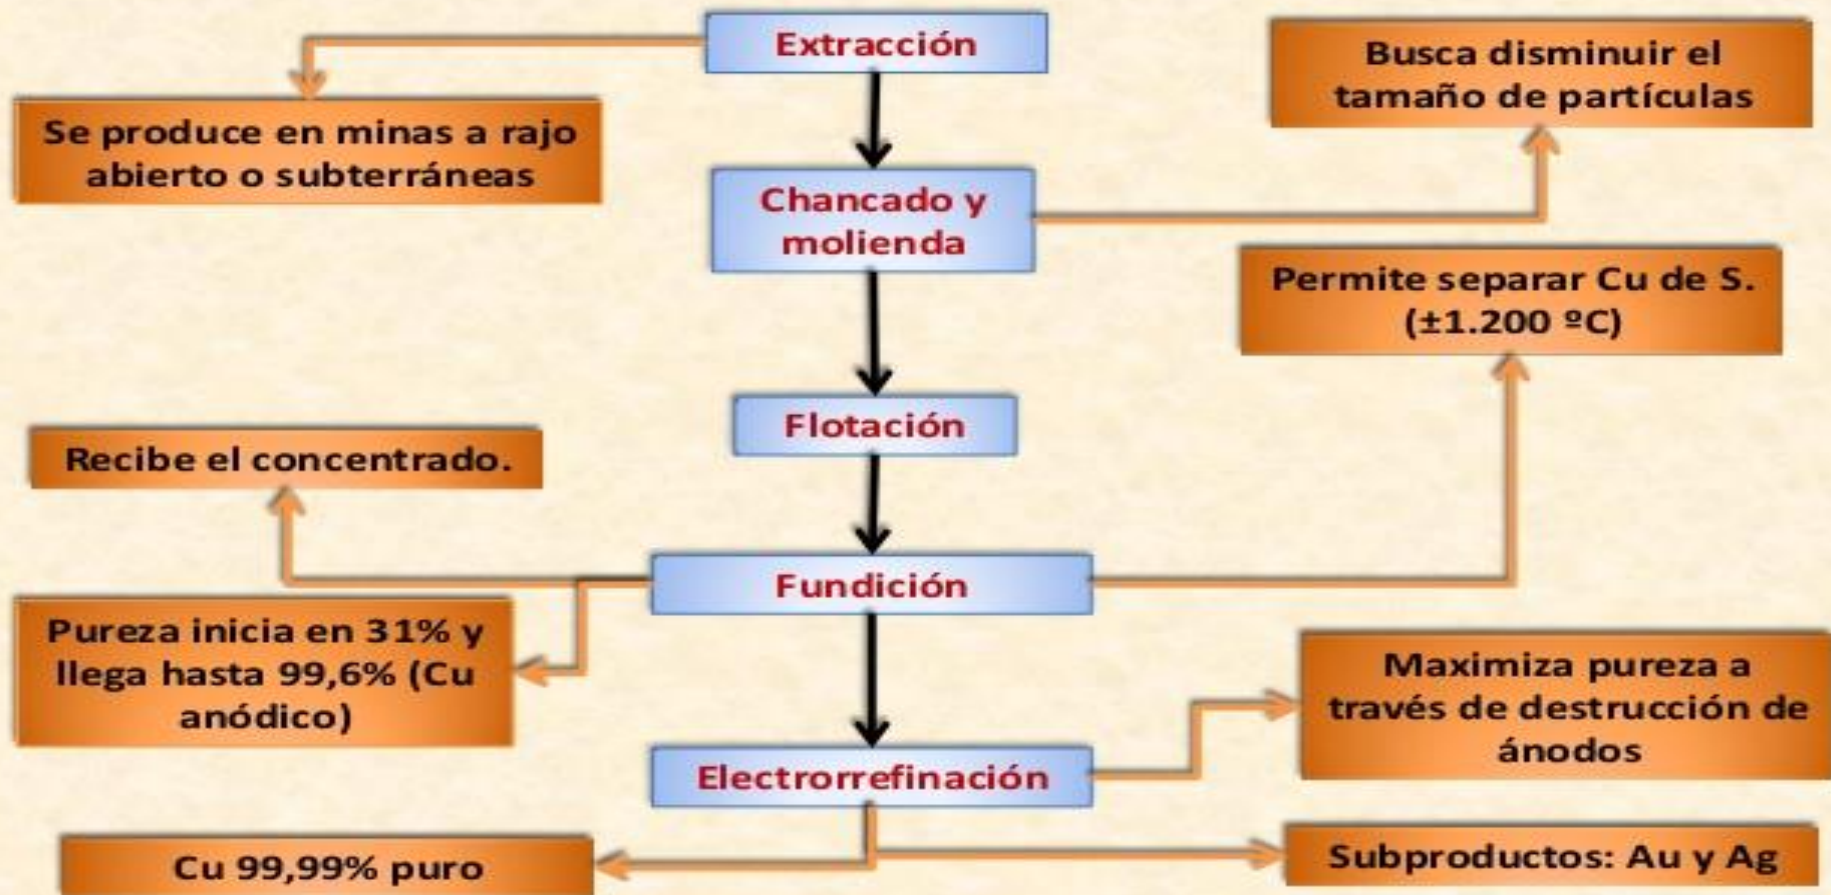 Extracción
Se produce en minas a rajo
abierto o subterráneas
Busca disminuir el
tamaño de partículas
Chancado y
molienda
Permite separar Cu de S.
(±1.200 ºC)
Flotación
Recibe el concentrado.
Fundición
Pureza inicia en 31% y
llega hasta 99,6% (Cu
anódico)
Maximiza pureza a
través de destrucción de
ánodos
Electrorrefinación
Cu 99,99% puro
Subproductos: Au y Ag